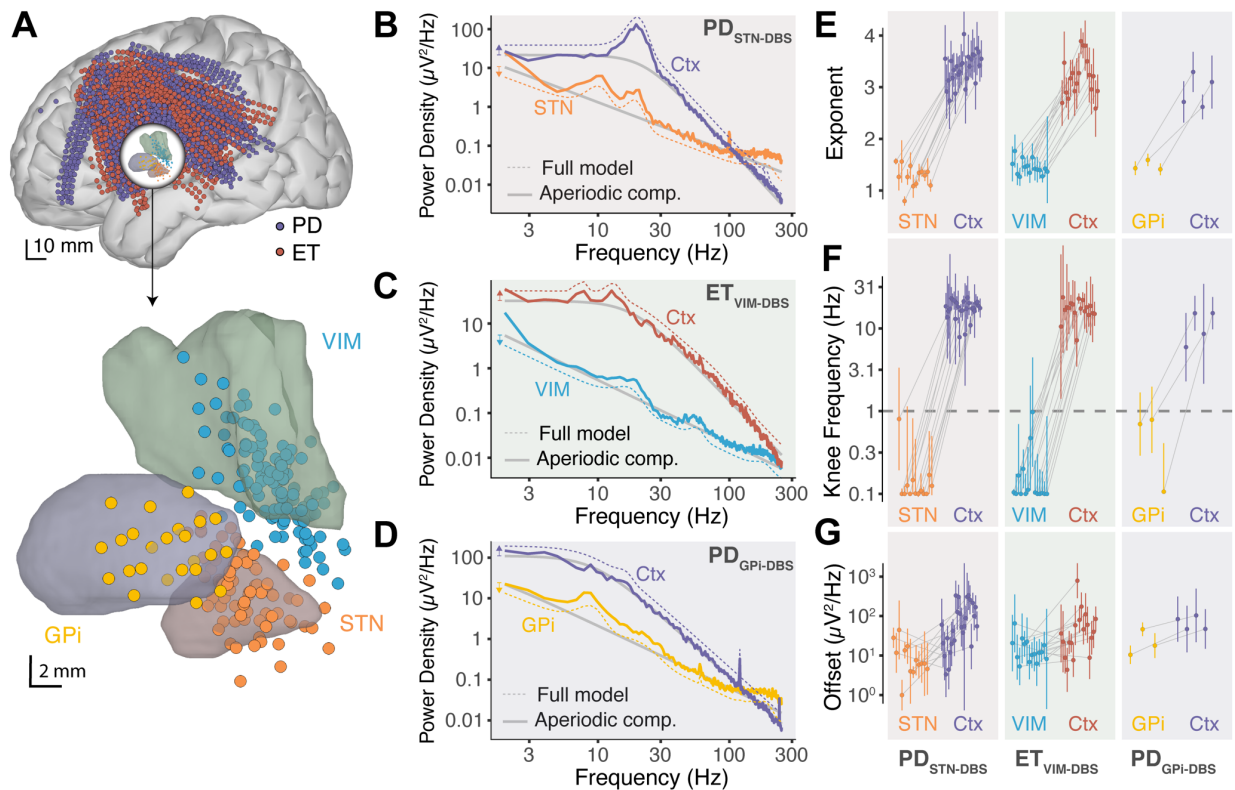 A
PD
ET
10 mm
VIM
GPi
STN
2 mm
B
PD_STN-DBS
Power Density (µV²/Hz)
100
10
1
0.1
0.01
Ctx
STN
Full model
Aperiodic comp.
3 10 30 100 300
Frequency (Hz)
C
ET_VIM-DBS
Power Density (µV²/Hz)
10
1
0.1
0.01
Ctx
VIM
Full model
Aperiodic comp.
3 10 30 100 300
Frequency (Hz)
D
PD_GPi-DBS
Power Density (µV²/Hz)
100
10
1
0.1
0.01
Ctx
GPi
Full model
Aperiodic comp.
3 10 30 100 300
Frequency (Hz)
E
Exponent
4
3
2
1
STN Ctx VIM Ctx GPi Ctx
F
Knee Frequency (Hz)
31
10
3.1
1
0.3
0.1
STN Ctx VIM Ctx GPi Ctx
G
Offset (µV²/Hz)
10³
10²
10¹
10⁰
STN Ctx VIM Ctx GPi Ctx
PD_STN-DBS ET_VIM-DBS PD_GPi-DBS